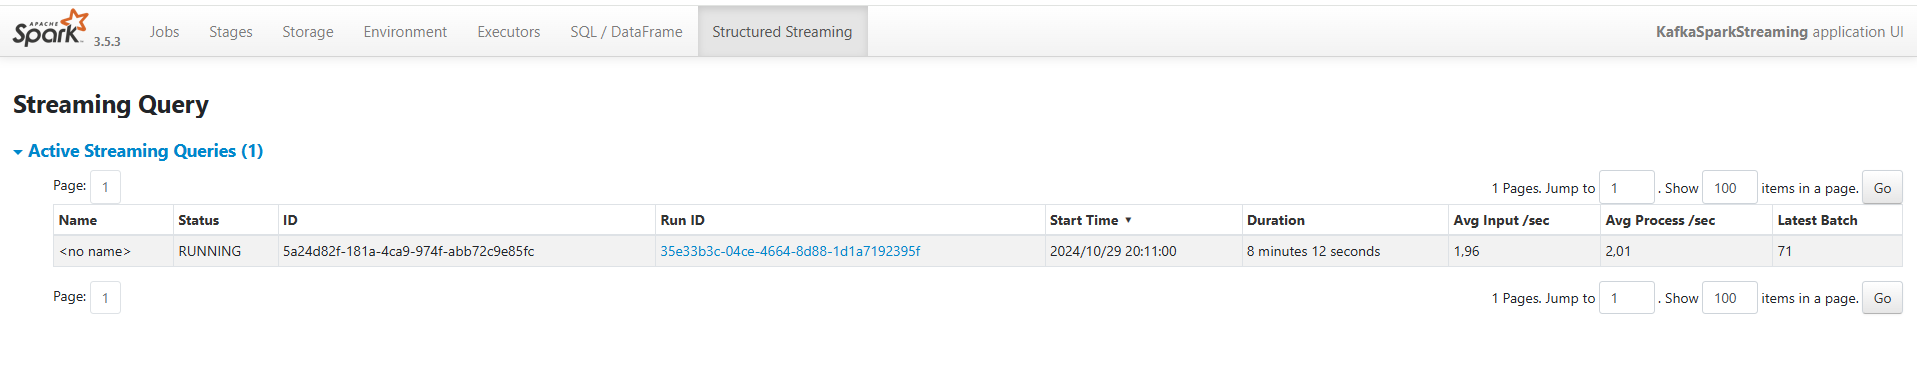 APACHE Spark 3.5.3 Jobs Stages Storage Environment Executors SQL / DataFrame Structured Streaming KafkaSparkStreaming application UI
Streaming Query
Active Streaming Queries (1)
Page: 1 1 Pages. Jump to 1 . Show 100 items in a page. Go
Name Status ID Run ID Start Time ▼ Duration Avg Input /sec Avg Process /sec Latest Batch
<no name> RUNNING 5a24d82f-181a-4ca9-974f-abb72c9e85fc 35e33b3c-04ce-4664-8d88-1d1a7192395f 2024/10/29 20:11:00 8 minutes 12 seconds 1,96 2,01 71
Page: 1 1 Pages. Jump to 1 . Show 100 items in a page. Go